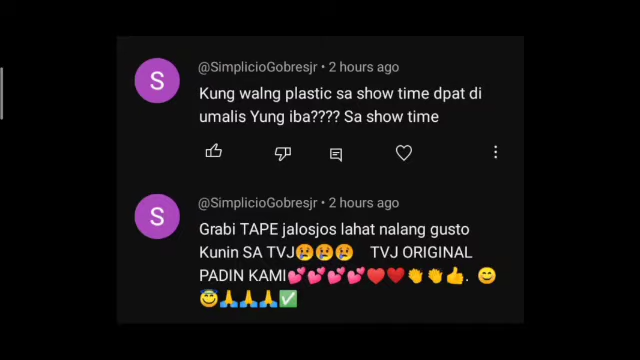 S
@SimplicioGobresjr • 2 hours ago
Kung walng plastic sa show time dpat di
umalis Yung iba???? Sa show time
S
@SimplicioGobresjr • 2 hours ago
Grabi TAPE jalosjos lahat nalang gusto
Kunin SA TVJ😢😢😢 TVJ ORIGINAL
PADIN KAMI💕💕💕💕♥️♥️👏👏👍. 😊
😇🙏🙏🙏✅